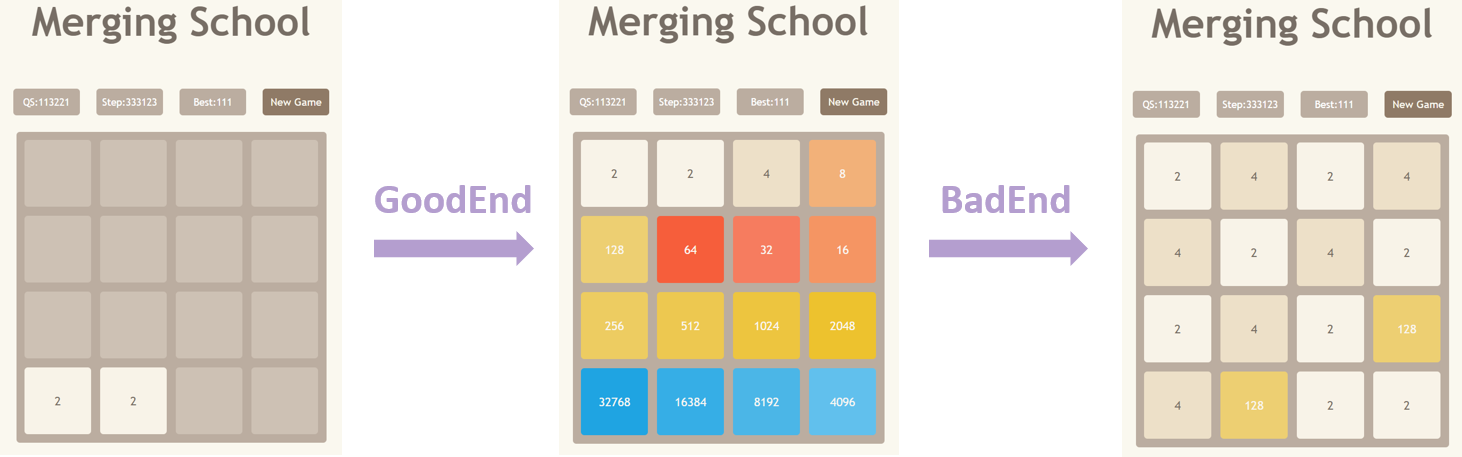 Merging School
QS:113221 Step:333123 Best:111 New Game
2 2
GoodEnd
Merging School
QS:113221 Step:333123 Best:111 New Game
2 2 4 8
128 64 32 16
256 512 1024 2048
32768 16384 8192 4096
BadEnd
Merging School
QS:113221 Step:333123 Best:111 New Game
2 4 2 4
4 2 4 2
2 4 2 128
4 128 2 2